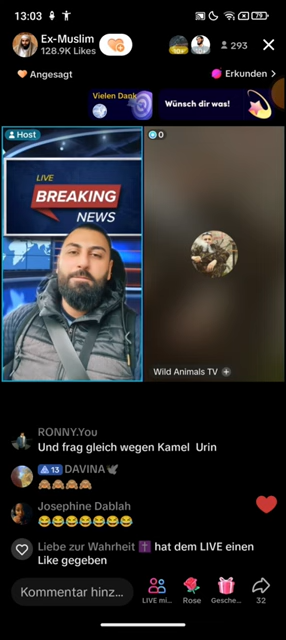 13:03
79
Ex-Muslim
128.9K Likes
293
Angesagt
Erkunden >
Vielen Dank
Wünsch dir was!
Host
0
LIVE
BREAKING
NEWS
Wild Animals TV
RONNY.You
Und frag gleich wegen Kamel Urin
13 DAVINA🕊
🙈🙈🙈🙈
Josephine Dablah
😂😂😂😂😂😂😂
Liebe zur Wahrheit ✝️ hat dem LIVE einen
Like gegeben
Kommentar hinz...
LIVE mi...
Rose
Gesche...
32